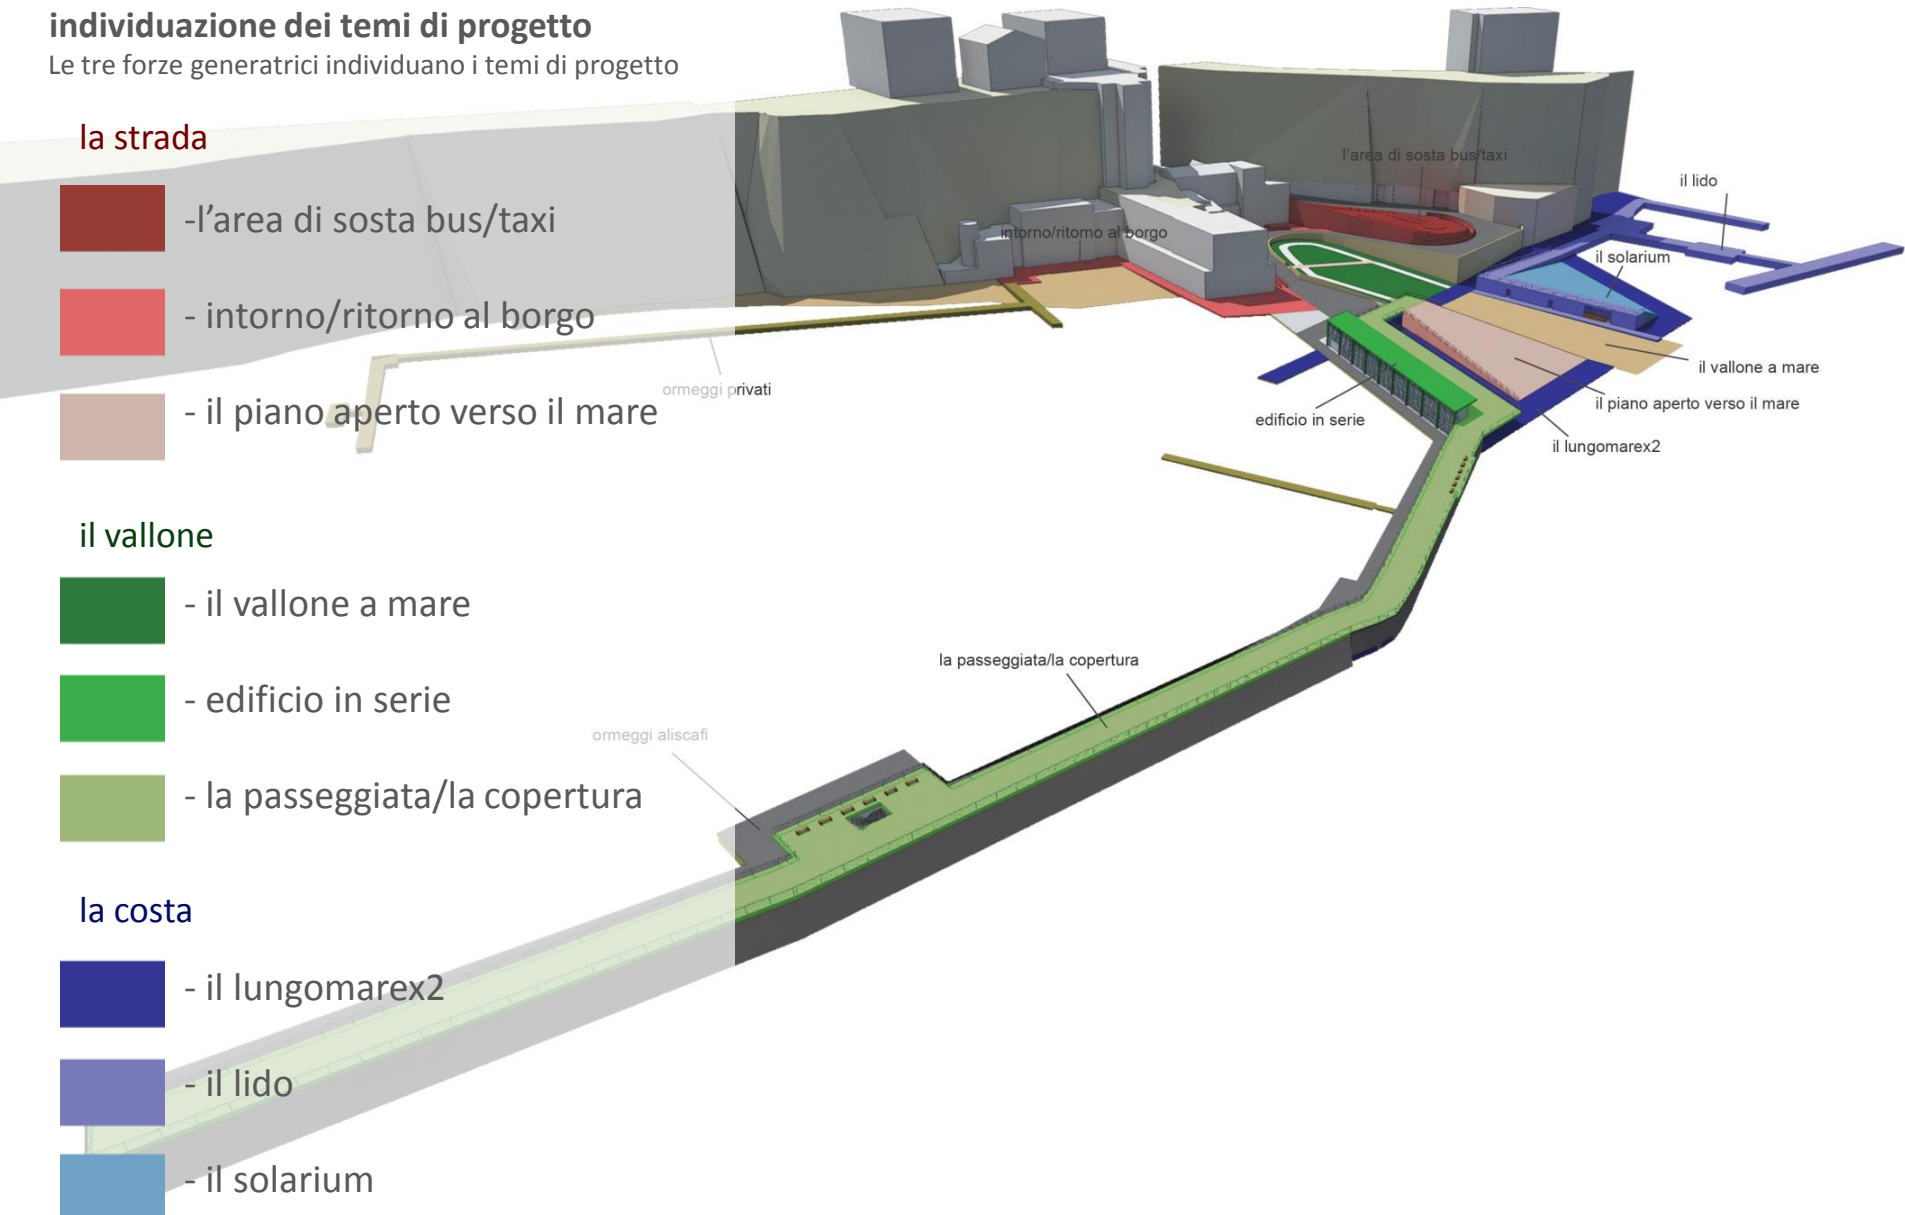 individuazione dei temi di progetto
Le tre forze generatrici individuano i temi di progetto
la strada
-l’area di sosta bus/taxi
- intorno/ritorno al borgo
- il piano aperto verso il mare
il vallone
- il vallone a mare
- edificio in serie
- la passeggiata/la copertura
la costa
- il lungomarex2
- il lido
- il solarium
l'area di sosta bus/taxi
il lido
intorno/ritorno al borgo
il solarium
ormeggi privati
il vallone a mare
il piano aperto verso il mare
edificio in serie
il lungomarex2
la passeggiata/la copertura
ormeggi aliscafi